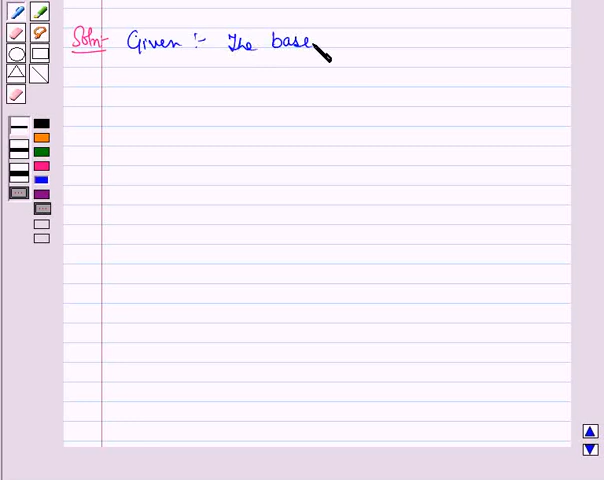 Soln:- Given :- The base